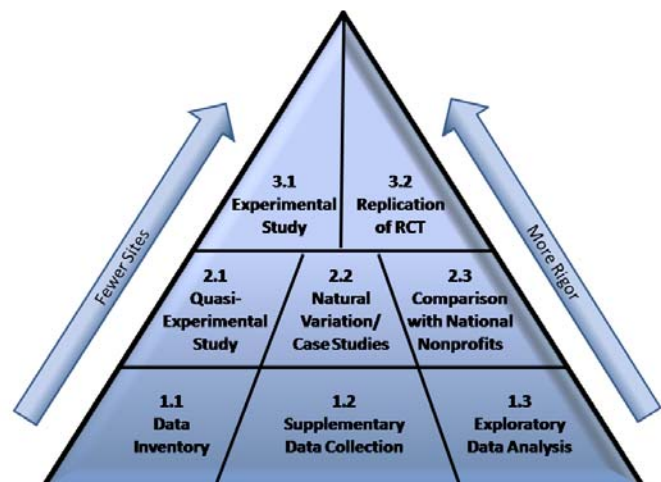 3.1
Experimental
Study
3.2
Replication
of RCT
2.1
Quasi-
Experimental
Study
2.2
Natural
Variation/
Case Studies
2.3
Comparison
with National
Nonprofits
1.1
Data
Inventory
1.2
Supplementary
Data Collection
1.3
Exploratory
Data Analysis
Fewer Sites
More Rigor